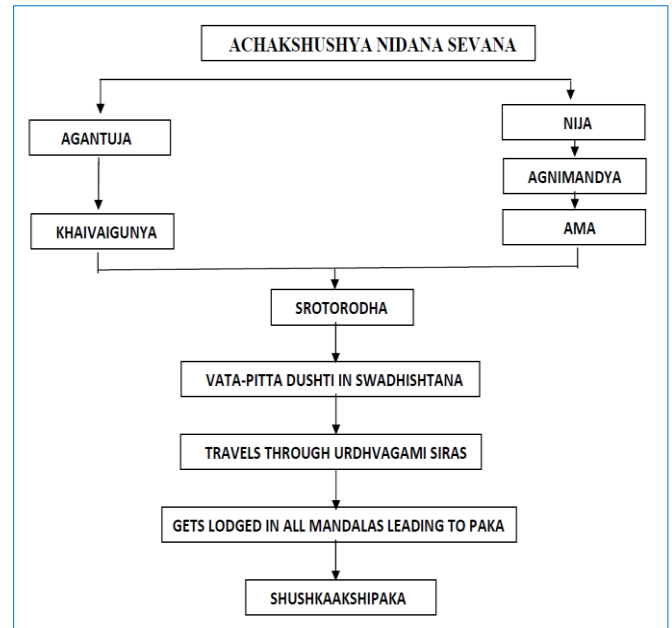 ACHAKSHUSHYA NIDANA SEVANA
AGANTUJA
NIJA
AGNIMANDYA
KHAIVAIGUNYA
AMA
SROTORODHA
VATA-PITTA DUSHTI IN SWADHISHTANA
TRAVELS THROUGH URDHVAGAMI SIRAS
GETS LODGED IN ALL MANDALAS LEADING TO PAKA
SHUSHKAAKSHIPAKA